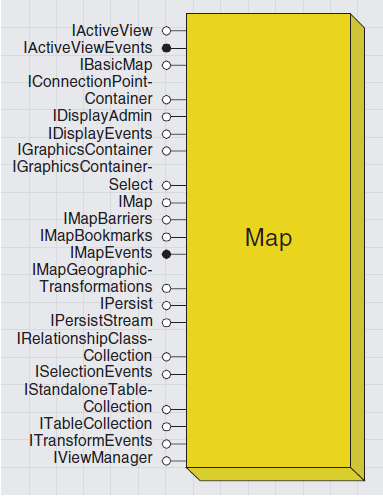 IActiveView
IActiveViewEvents
IBasicMap
IConnectionPoint-
Container
IDisplayAdmin
IDisplayEvents
IGraphicsContainer
IGraphicsContainer-
Select
IMap
IMapBarriers
IMapBookmarks
IMapEvents
IMapGeographic-
Transformations
IPersist
IPersistStream
IRelationshipClass-
Collection
ISelectionEvents
IStandaloneTable-
Collection
ITableCollection
ITransformEvents
IViewManager
Map